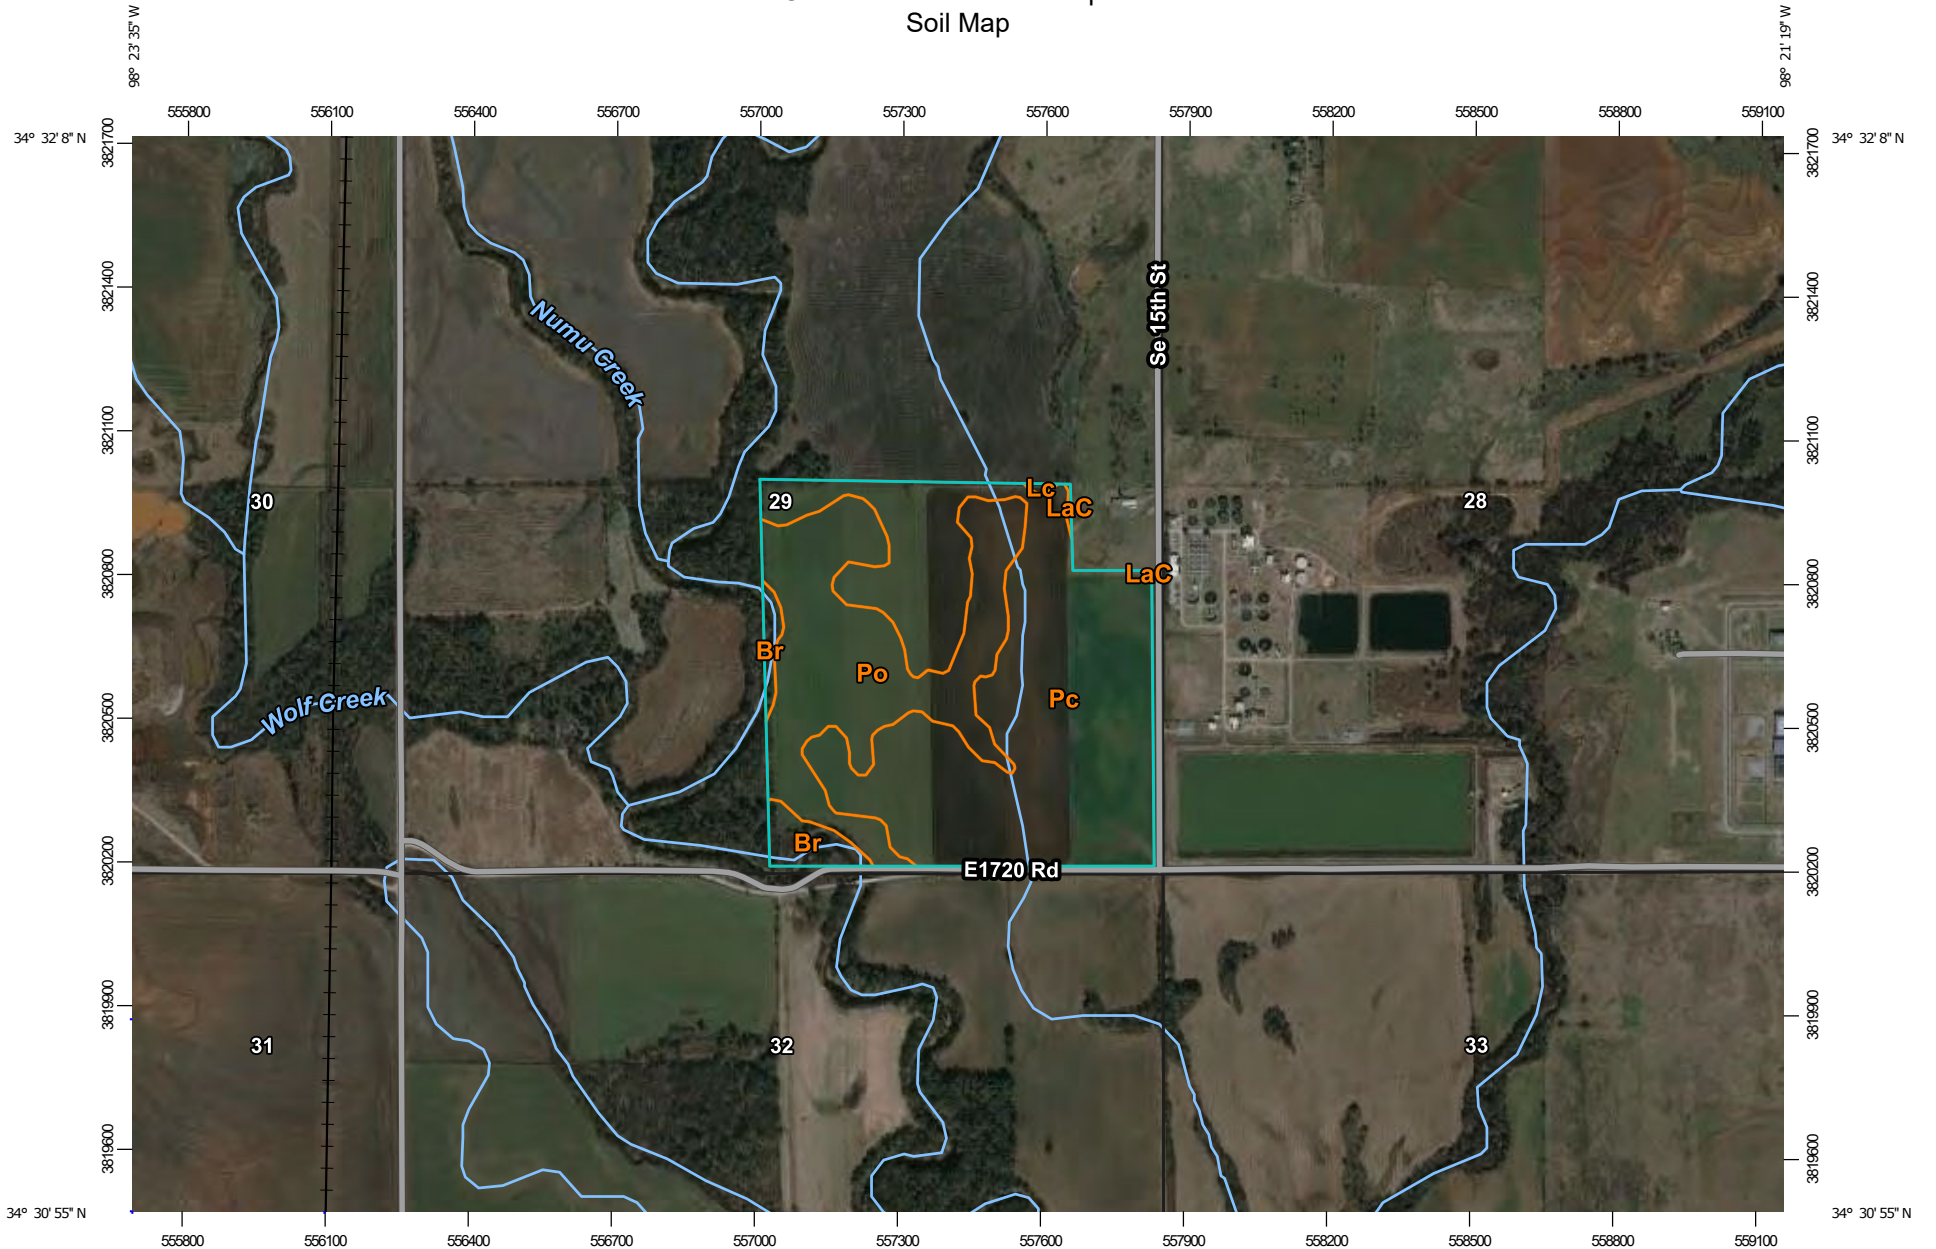 Soil Map
98° 23' 35'' W
98° 21' 19'' W
555800 556100 556400 556700 557000 557300 557600 557900 558200 558500 558800 559100
34° 32' 8'' N
34° 32' 8'' N
3821700
3821700
3821400
3821400
Se 15th St
Numu Creek
3821100
3821100
30
29
Lc
LaC
28
3820800
3820800
LaC
Br
Po
Pc
Wolf Creek
3820500
3820500
Br
3820200
3820200
E1720 Rd
3819900
3819900
31
32
33
3819600
3819600
34° 30' 55'' N
34° 30' 55'' N
555800 556100 556400 556700 557000 557300 557600 557900 558200 558500 558800 559100